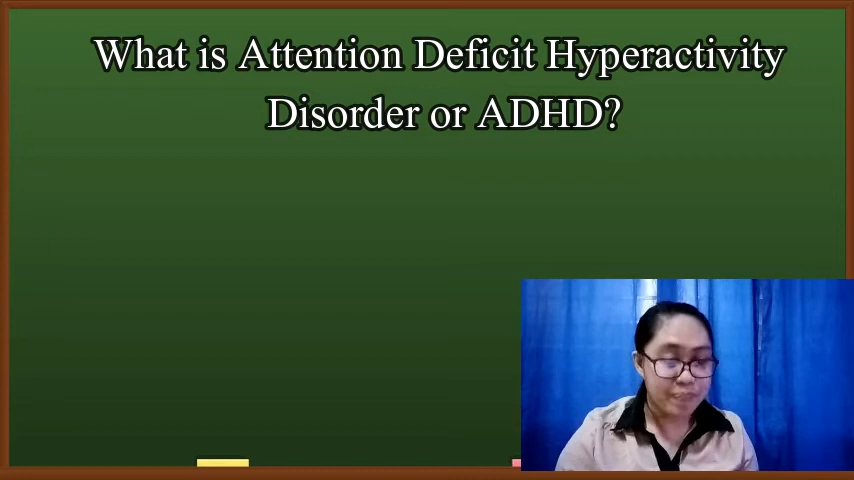 What is Attention Deficit Hyperactivity
Disorder or ADHD?